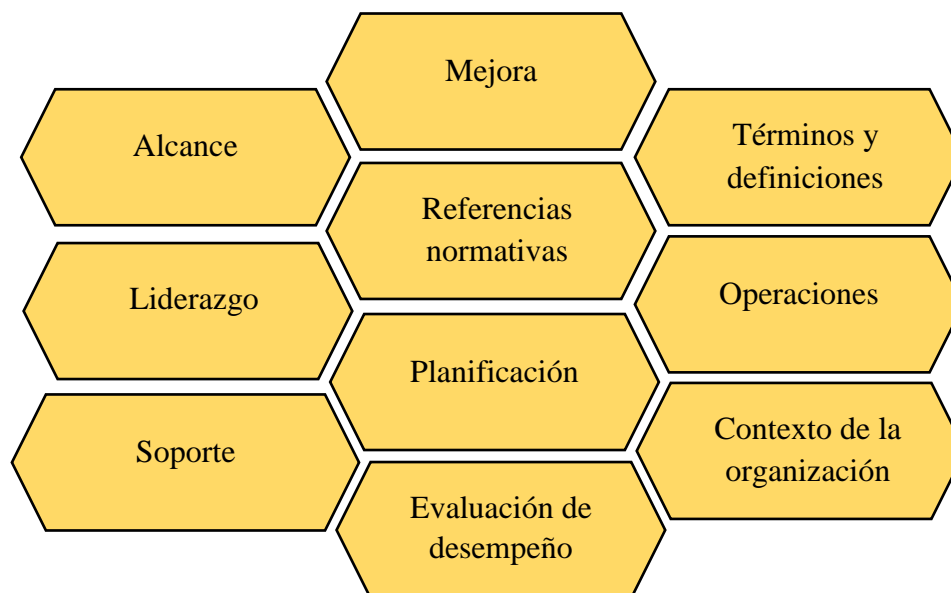 Mejora
Alcance
Términos y
definiciones
Referencias
normativas
Liderazgo
Operaciones
Planificación
Soporte
Contexto de la
organización
Evaluación de
desempeño